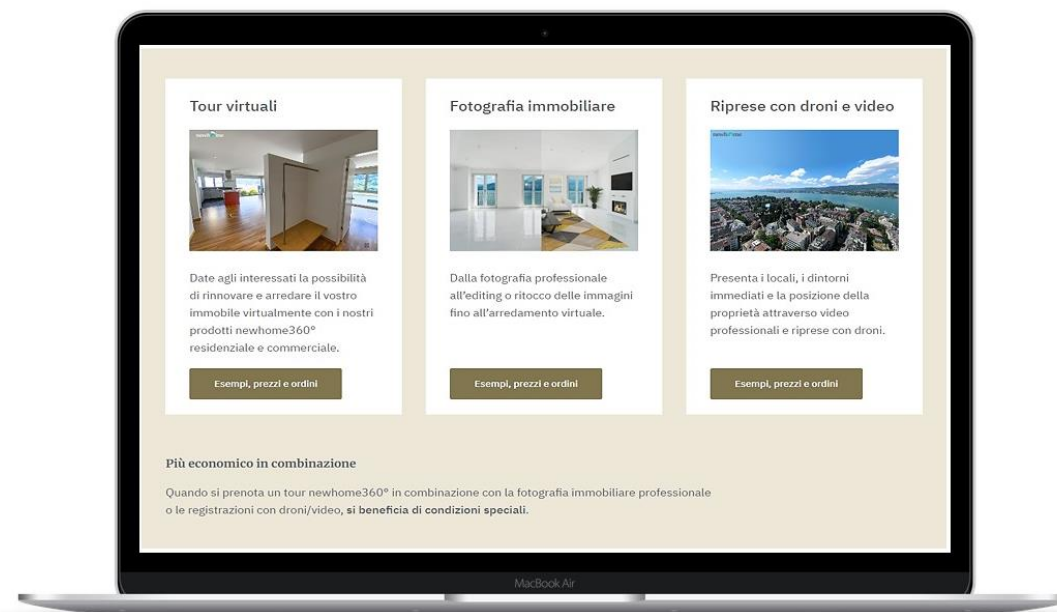 Tour virtuali
Date agli interessati la possibilità
di rinnovare e arredare il vostro
immobile virtualmente con i nostri
prodotti newhome360°
residenziale e commerciale.
Esempi, prezzi e ordini
Fotografia immobiliare
Dalla fotografia professionale
all'editing o ritocco delle immagini
fino all'arredamento virtuale.
Esempi, prezzi e ordini
Riprese con droni e video
Presenta i locali, i dintorni
immediati e la posizione della
proprietà attraverso video
professionali e riprese con droni.
Esempi, prezzi e ordini
Più economico in combinazione
Quando si prenota un tour newhome360° in combinazione con la fotografia immobiliare professionale
o le registrazioni con droni/video, si beneficia di condizioni speciali.
MacBook Air